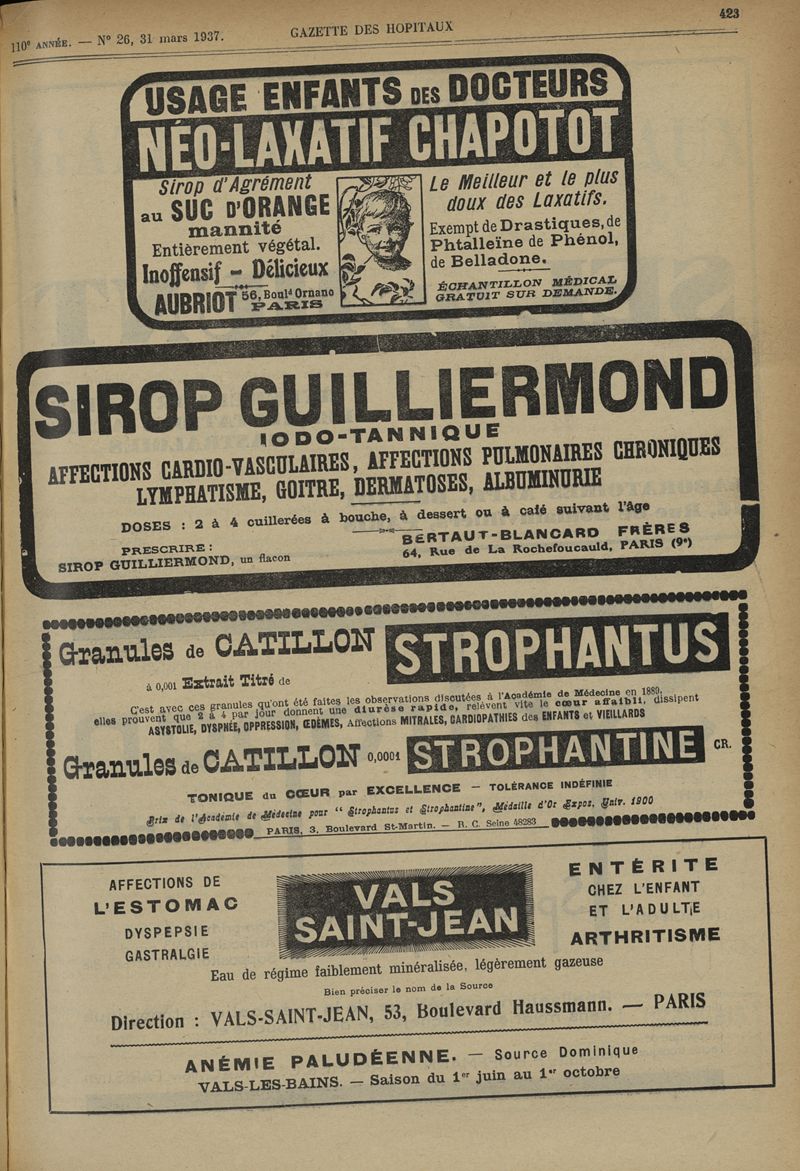 110e ANNÉE. — N° 26, 31 mars 1937.
GAZETTE DES HOPITAUX
423
USAGE ENFANTS DES DOCTEURS
NÉO-LAXATIF CHAPOTOT
Sirop d'Agrément
au SUC D'ORANGE
mannité
Entièrement végétal.
Inoffensif - Délicieux
AUBRIOT 56, Bould Ornano
PARIS
Le Meilleur et le plus
doux des Laxatifs.
Exempt de Drastiques, de
Phtalleïne de Phénol,
de Belladone.
ÉCHANTILLON MÉDICAL
GRATUIT SUR DEMANDE.
SIROP GUILLIERMOND
IODO-TANNIQUE
AFFECTIONS CARDIO-VASCULAIRES, AFFECTIONS PULMONAIRES CHRONIQUES
LYMPHATISME, GOITRE, DERMATOSES, ALBUMINURIE
DOSES : 2 à 4 cuillerées à bouche, à dessert ou à café suivant l'âge
PRESCRIRE :
SIROP GUILLIERMOND, un flacon
BERTAUT-BLANCARD FRÈRES
64, Rue de La Rochefoucauld, PARIS (9e)
Granules de CATILLON STROPHANTUS
à 0,001 Extrait Titré de
C'est avec ces granules qu'ont été faites les observations discutées à l'Académie de Médecine en 1889,
elles prouvent que 2 à 4 par jour donnent une diurèse rapide, relèvent vite le cœur affaibli, dissipent
ASYSTOLIE, DYSPNÉE, OPPRESSION, ŒDÈMES, Affections MITRALES, CARDIOPATHIES des ENFANTS et VIEILLARDS
Granules de CATILLON 0,0001 STROPHANTINE CR.
TONIQUE du CŒUR par EXCELLENCE — TOLÉRANCE INDÉFINIE
Prix de l'Académie de Médecine pour "Strophantus et Strophantine", Médaille d'Or Expos. Univ. 1900
PARIS, 3, Boulevard St-Martin. — R. C. Seine 48283
AFFECTIONS DE
L'ESTOMAC
DYSPEPSIE
GASTRALGIE
VALS
SAINT-JEAN
ENTÉRITE
CHEZ L'ENFANT
ET L'ADULTE
ARTHRITISME
Eau de régime faiblement minéralisée, légèrement gazeuse
Bien préciser le nom de la Source
Direction : VALS-SAINT-JEAN, 53, Boulevard Haussmann. — PARIS
ANÉMIE PALUDÉENNE. — Source Dominique
VALS-LES-BAINS. — Saison du 1er juin au 1er octobre